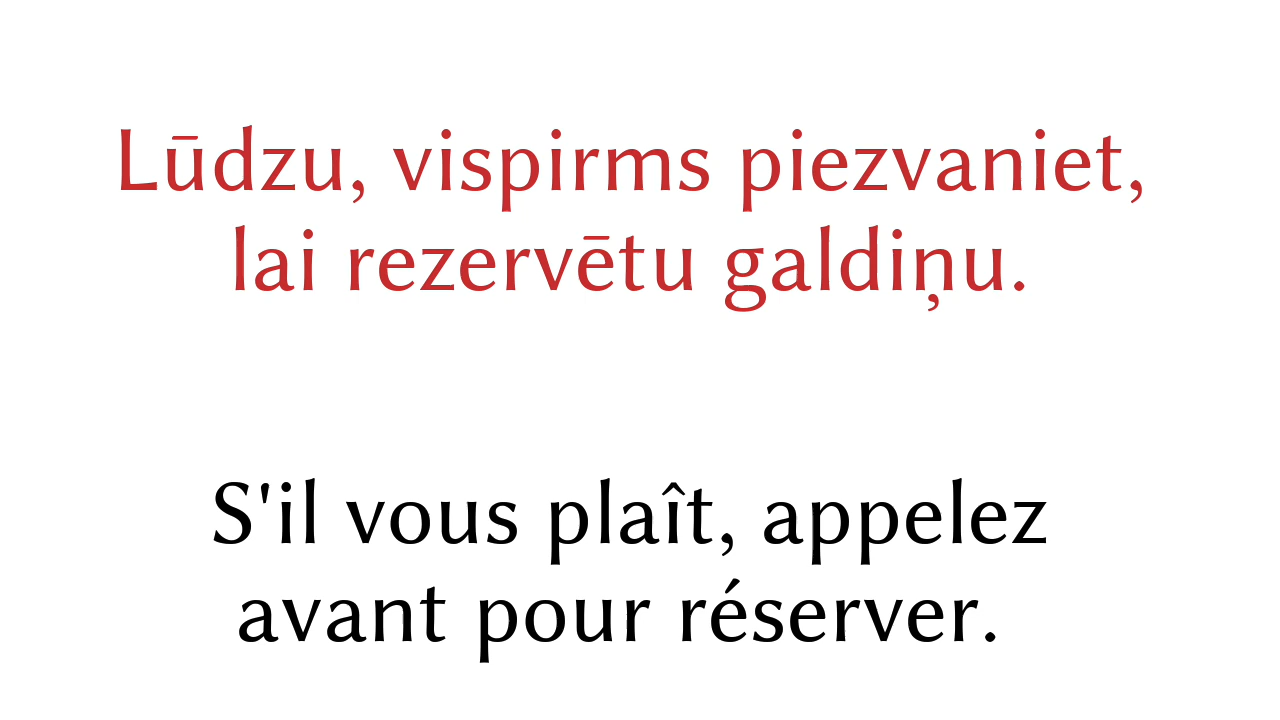 Lūdzu, vispirms piezvaniet,
lai rezervētu galdiņu.
S'il vous plaît, appelez
avant pour réserver.